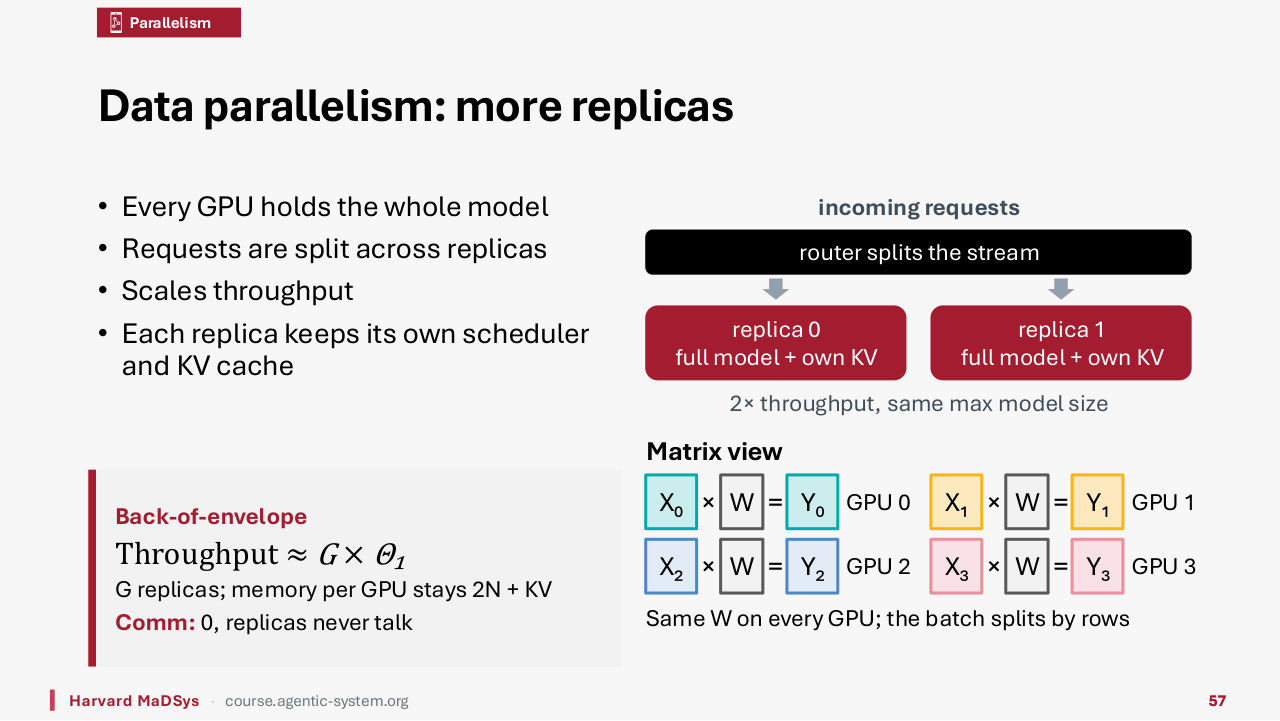 Parallelism
Data parallelism: more replicas
• Every GPU holds the whole model
• Requests are split across replicas
• Scales throughput
• Each replica keeps its own scheduler
and KV cache
Back-of-envelope
Throughput ≈ G × Θ₁
G replicas; memory per GPU stays 2N + KV
Comm: 0, replicas never talk
incoming requests
router splits the stream
replica 0
full model + own KV
replica 1
full model + own KV
2× throughput, same max model size
Matrix view
X₀ × W = Y₀ GPU 0
X₁ × W = Y₁ GPU 1
X₂ × W = Y₂ GPU 2
X₃ × W = Y₃ GPU 3
Same W on every GPU; the batch splits by rows
Harvard MaDSys · course.agentic-system.org
57